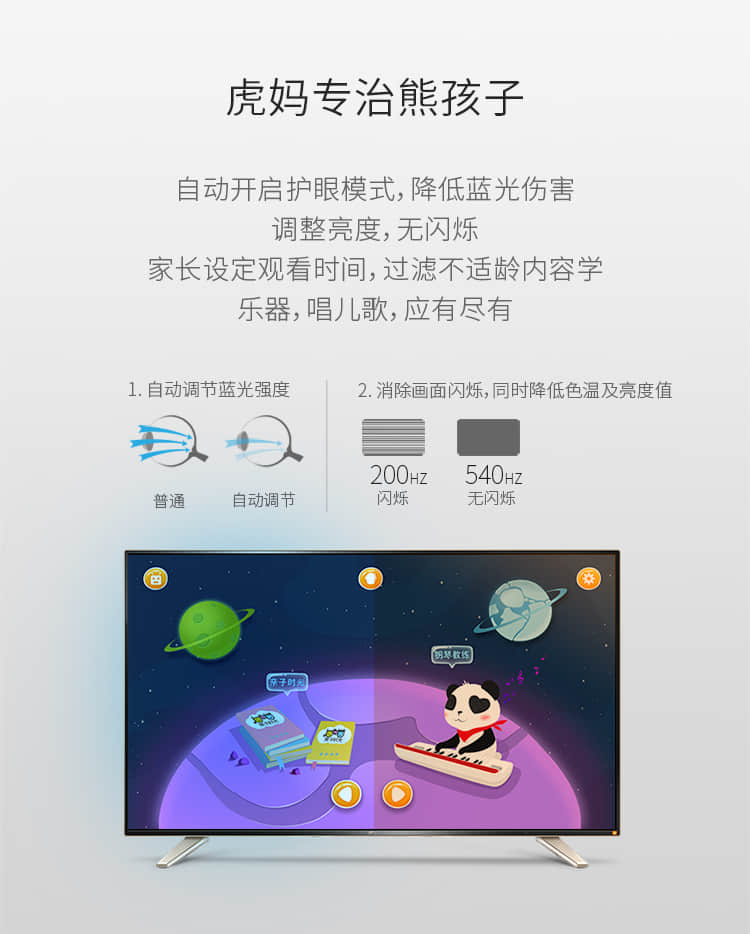 虎妈专治熊孩子
自动开启护眼模式，降低蓝光伤害
调整亮度，无闪烁
家长设定观看时间，过滤不适龄内容学
乐器，唱儿歌，应有尽有
1. 自动调节蓝光强度
2. 消除画面闪烁，同时降低色温及亮度值
200HZ
540HZ
普通
自动调节
闪烁
无闪烁
钢琴教练
亲子时光